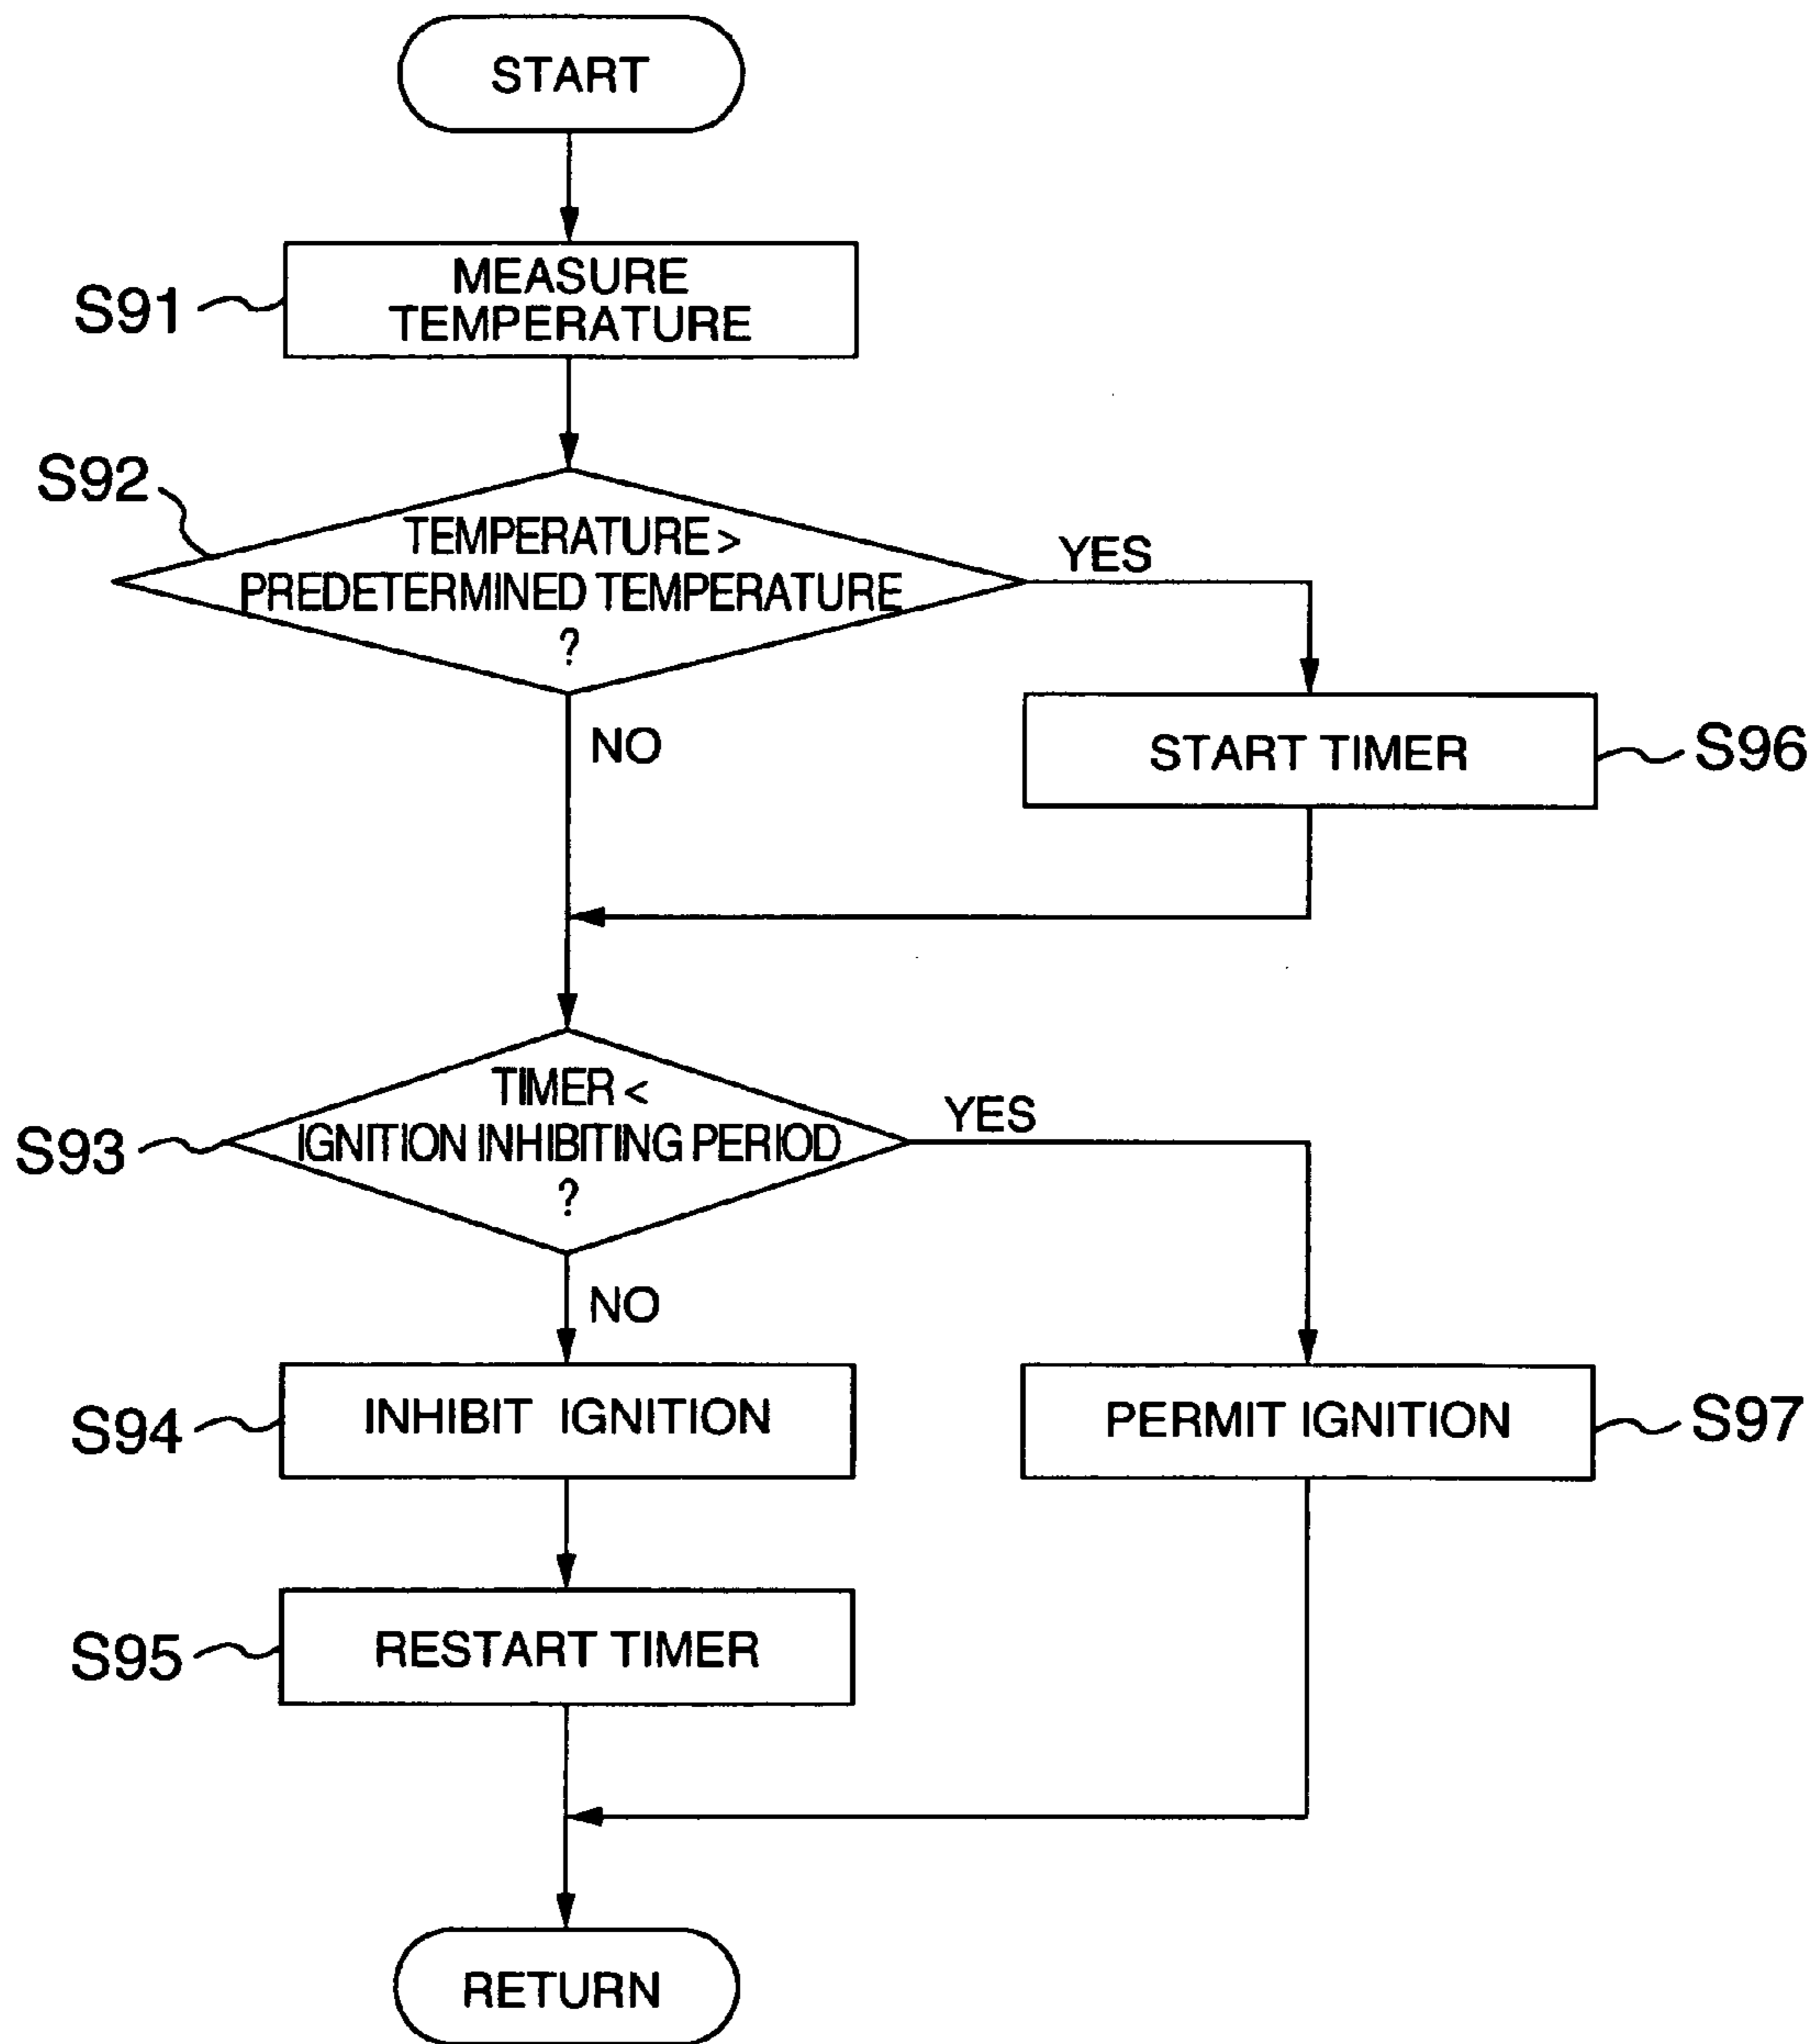 START
S91
MEASURE
TEMPERATURE
S92
TEMPERATURE >
PREDETERMINED TEMPERATURE
?
YES
NO
START TIMER
S96
S93
TIMER <
IGNITION INHIBITING PERIOD
?
YES
NO
S94
INHIBIT IGNITION
PERMIT IGNITION
S97
S95
RESTART TIMER
RETURN